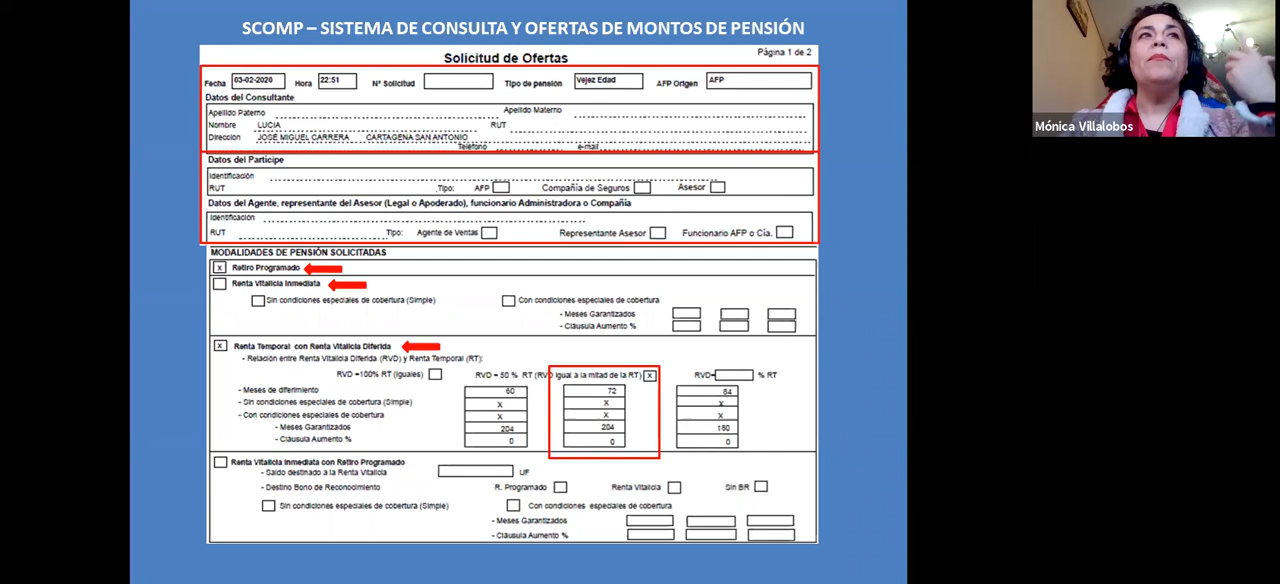 SCOMP – SISTEMA DE CONSULTA Y OFERTAS DE MONTOS DE PENSIÓN
Solicitud de Ofertas
Página 1 de 2
Fecha 03-02-2020 Hora 22:51 Nº Solicitud Tipo de pensión Vejez Edad AFP Origen AFP
Datos del Consultante
Apellido Paterno Apellido Materno
Nombre LUCIA RUT
Dirección JOSÉ MIGUEL CARRERA CARTAGENA SAN ANTONIO
Teléfono e-mail
Datos del Partícipe
Identificación
RUT Tipo: AFP Compañía de Seguros Asesor
Datos del Agente, representante del Asesor (Legal o Apoderado), funcionario Administradora o Compañía
Identificación
RUT Tipo: Agente de Ventas Representante Asesor Funcionario AFP o Cía.
MODALIDADES DE PENSIÓN SOLICITADAS
x Retiro Programado
Renta Vitalicia Inmediata
Sin condiciones especiales de cobertura (Simple) Con condiciones especiales de cobertura
- Meses Garantizados
- Cláusula Aumento %
x Renta Temporal con Renta Vitalicia Diferida
- Relación entre Renta Vitalicia Diferida (RVD) y Renta Temporal (RT):
RVD =100% RT (Iguales) RVD = 50 % RT (RVD igual a la mitad de la RT) x RVD= % RT
- Meses de diferimiento 60 72 84
- Sin condiciones especiales de cobertura (Simple) X X X
- Con condiciones especiales de cobertura X X X
- Meses Garantizados 204 204 180
- Cláusula Aumento % 0 0 0
Renta Vitalicia Inmediata con Retiro Programado
- Saldo destinado a la Renta Vitalicia UF
- Destino Bono de Reconocimiento R. Programado Renta Vitalicia Sin BR
Sin condiciones especiales de cobertura (Simple) Con condiciones especiales de cobertura
- Meses Garantizados
- Cláusula Aumento %
Mónica Villalobos